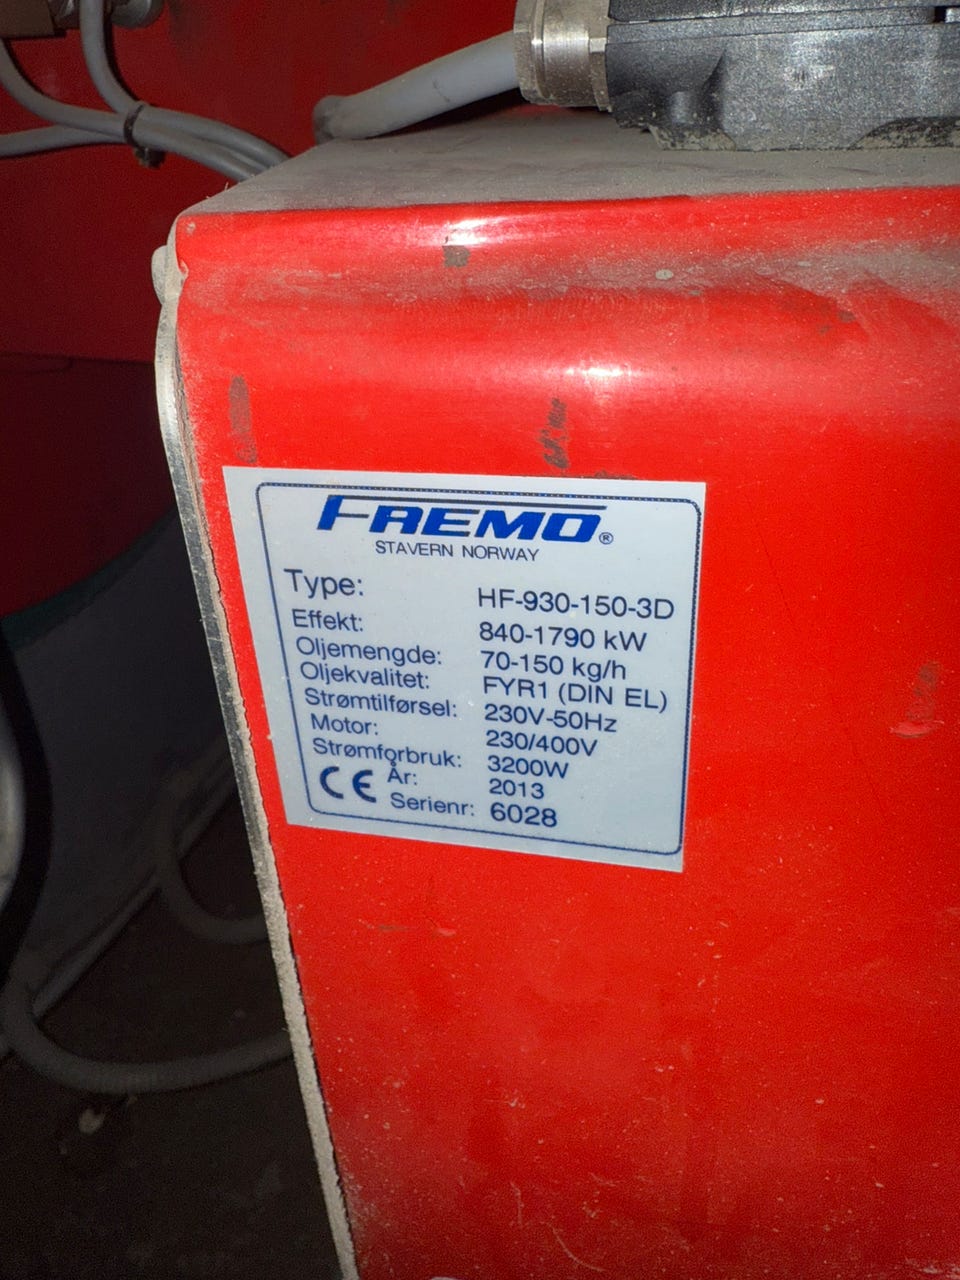 FREMO®
STAVERN NORWAY
Type: HF-930-150-3D
Effekt: 840-1790 kW
Oljemengde: 70-150 kg/h
Oljekvalitet: FYR1 (DIN EL)
Strømtilførsel: 230V-50Hz
Motor: 230/400V
Strømforbruk: 3200W
CE År: 2013
Serienr: 6028